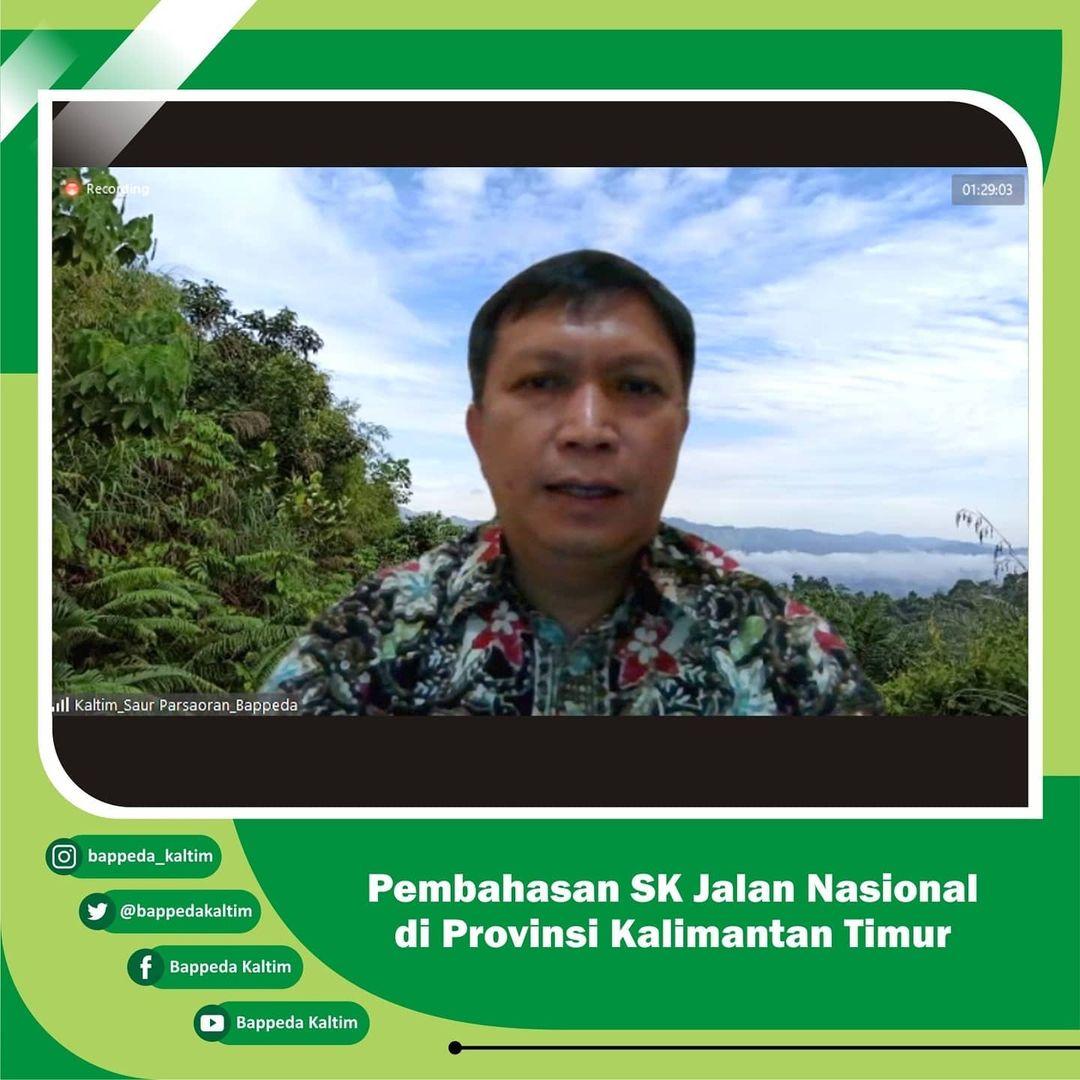 Recording
01:29:03
Kaltim_Saur Parsaoran_Bappeda
bappeda_kaltim
@bappedakaltim
Bappeda Kaltim
Bappeda Kaltim
Pembahasan SK Jalan Nasional
di Provinsi Kalimantan Timur